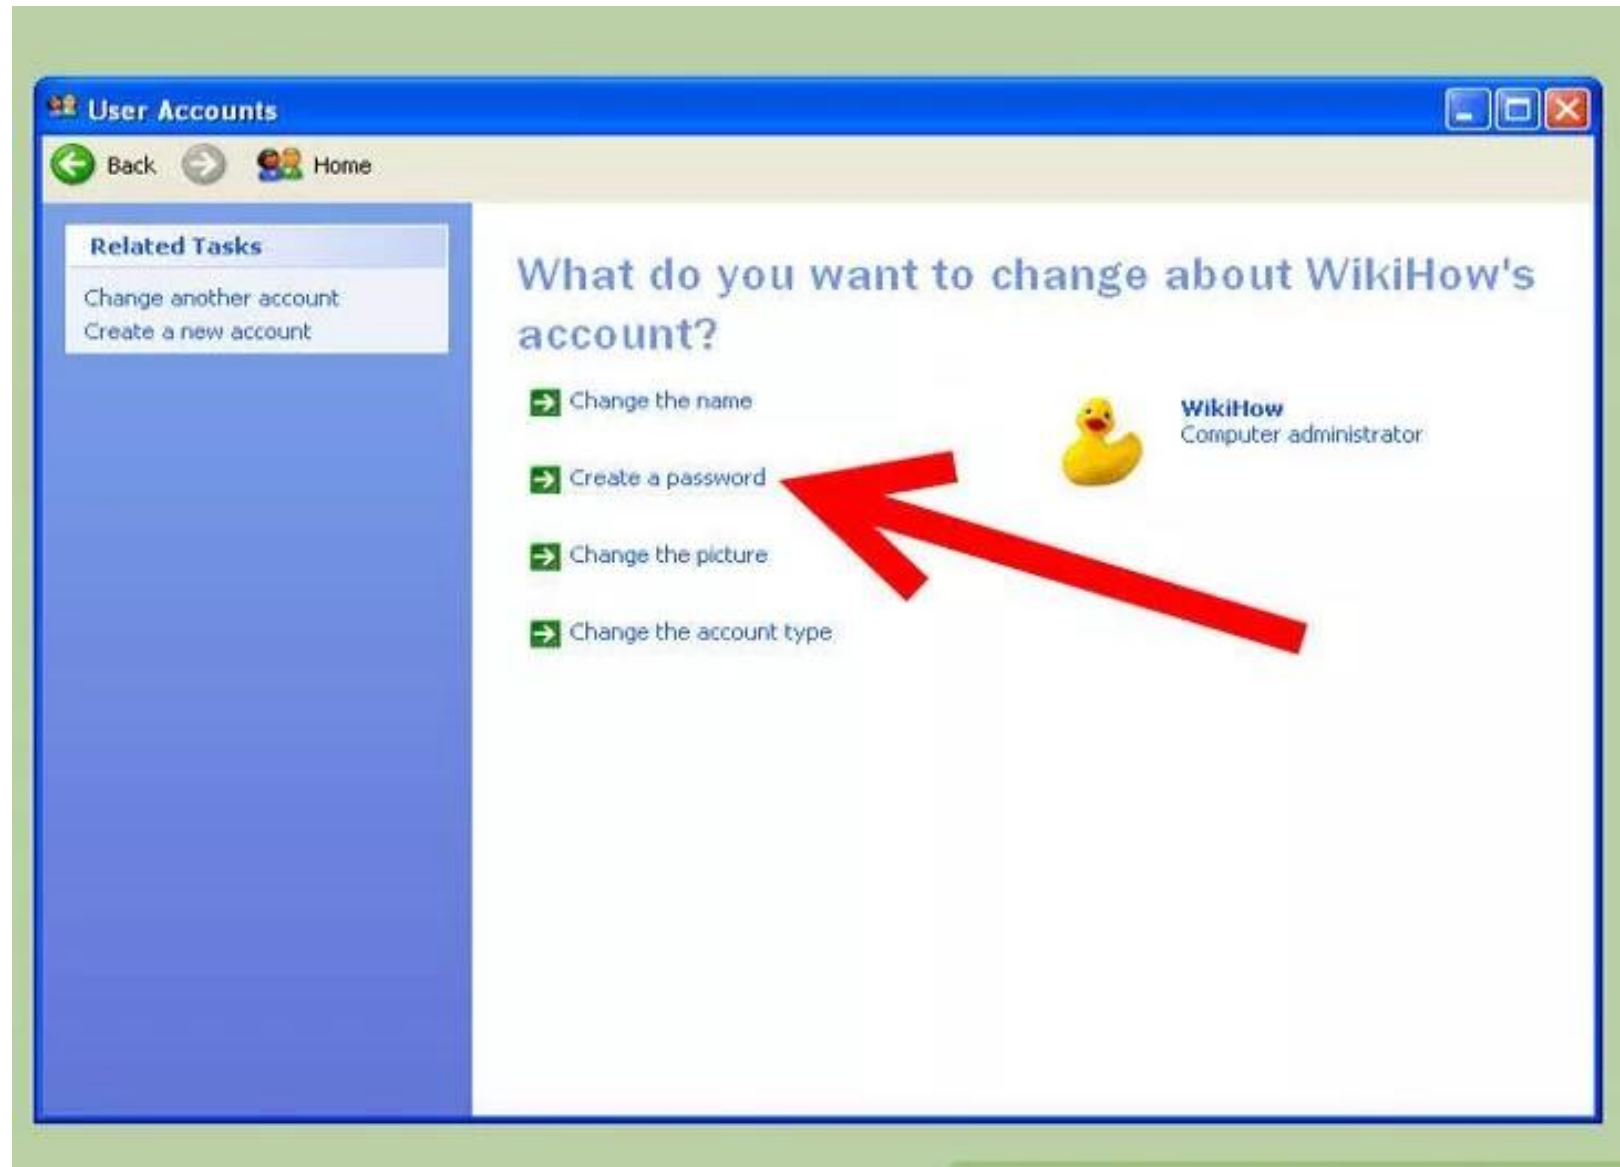 User Accounts
Back Home
Related Tasks
Change another account
Create a new account
What do you want to change about WikiHow's
account?
Change the name
Create a password
Change the picture
Change the account type
WikiHow
Computer administrator